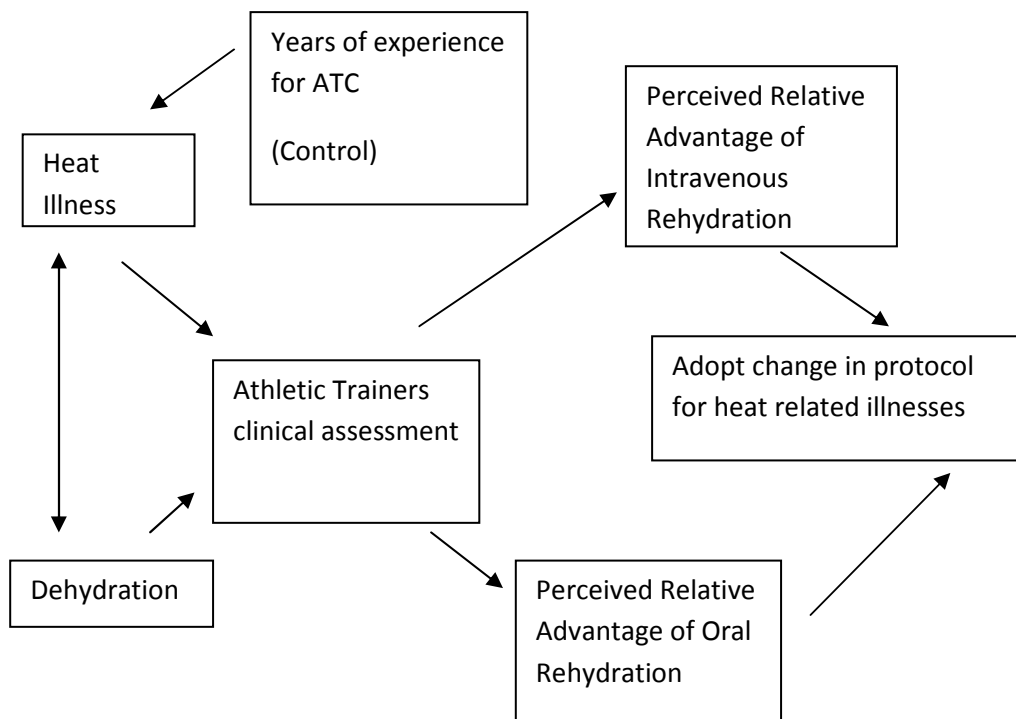 Years of experience
for ATC
(Control)
Perceived Relative
Advantage of
Intravenous
Rehydration
Heat
Illness
Athletic Trainers
clinical assessment
Adopt change in protocol
for heat related illnesses
Dehydration
Perceived Relative
Advantage of Oral
Rehydration